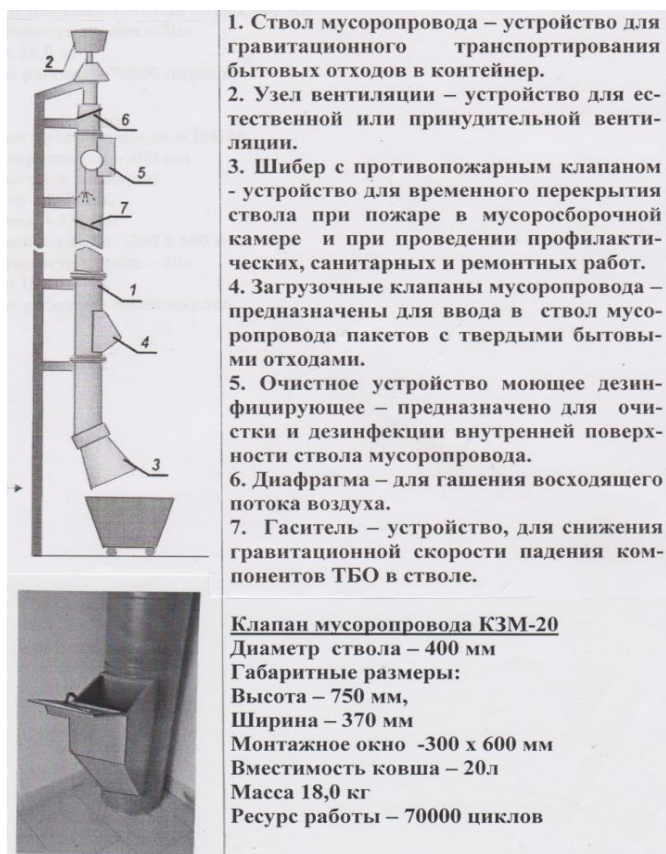 2
6
5
7
1
4
3
1. Ствол мусоропровода – устройство для
гравитационного транспортирования
бытовых отходов в контейнер.
2. Узел вентиляции – устройство для ес-
тественной или принудительной венти-
ляции.
3. Шибер с противопожарным клапаном
- устройство для временного перекрытия
ствола при пожаре в мусоросборочной
камере и при проведении профилакти-
ческих, санитарных и ремонтных работ.
4. Загрузочные клапаны мусоропровода –
предназначены для ввода в ствол мусо-
ропровода пакетов с твердыми бытовы-
ми отходами.
5. Очистное устройство моющее дезин-
фицирующее – предназначено для очи-
стки и дезинфекции внутренней поверх-
ности ствола мусоропровода.
6. Диафрагма – для гашения восходящего
потока воздуха.
7. Гаситель – устройство, для снижения
гравитационной скорости падения ком-
понентов ТБО в стволе.
Клапан мусоропровода КЗМ-20
Диаметр ствола – 400 мм
Габаритные размеры:
Высота – 750 мм,
Ширина – 370 мм
Монтажное окно -300 х 600 мм
Вместимость ковша – 20л
Масса 18,0 кг
Ресурс работы – 70000 циклов